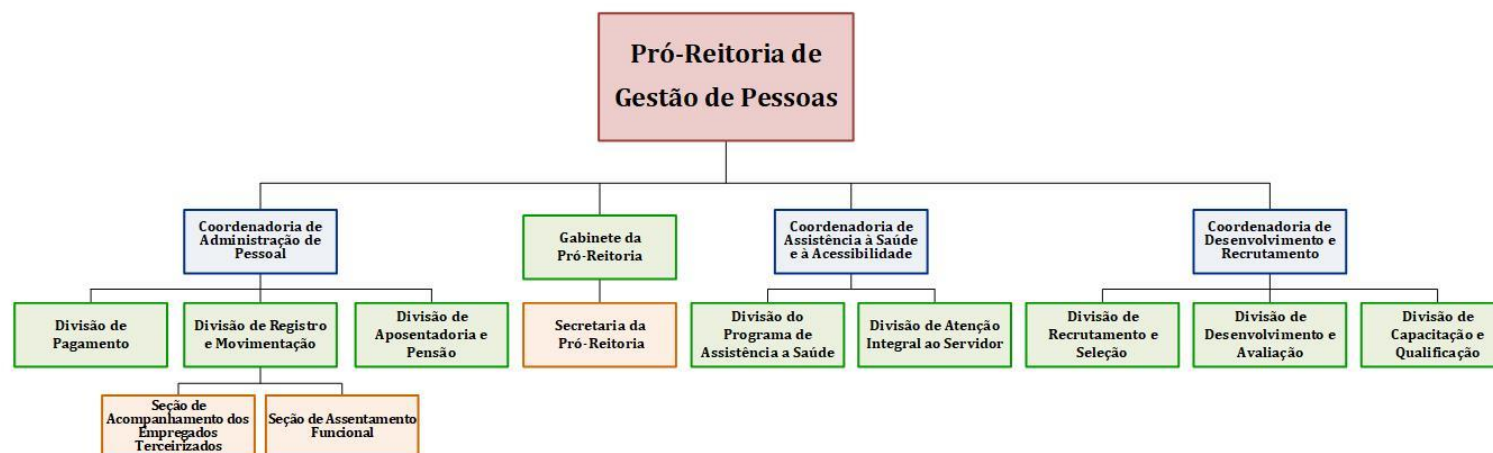 Pró-Reitoria de
Gestão de Pessoas
Coordenadoria de
Administração de
Pessoal
Gabinete da
Pró-Reitoria
Coordenadoria de
Assistência à Saúde
e à Acessibilidade
Coordenadoria de
Desenvolvimento e
Recrutamento
Divisão de
Pagamento
Divisão de Registro
e Movimentação
Divisão de
Aposentadoria e
Pensão
Secretaria da
Pró-Reitoria
Divisão do
Programa de
Assistência a Saúde
Divisão de Atenção
Integral ao Servidor
Divisão de
Recrutamento e
Seleção
Divisão de
Desenvolvimento e
Avaliação
Divisão de
Capacitação e
Qualificação
Seção de
Acompanhamento dos
Empregados
Terceirizados
Seção de Assentamento
Funcional